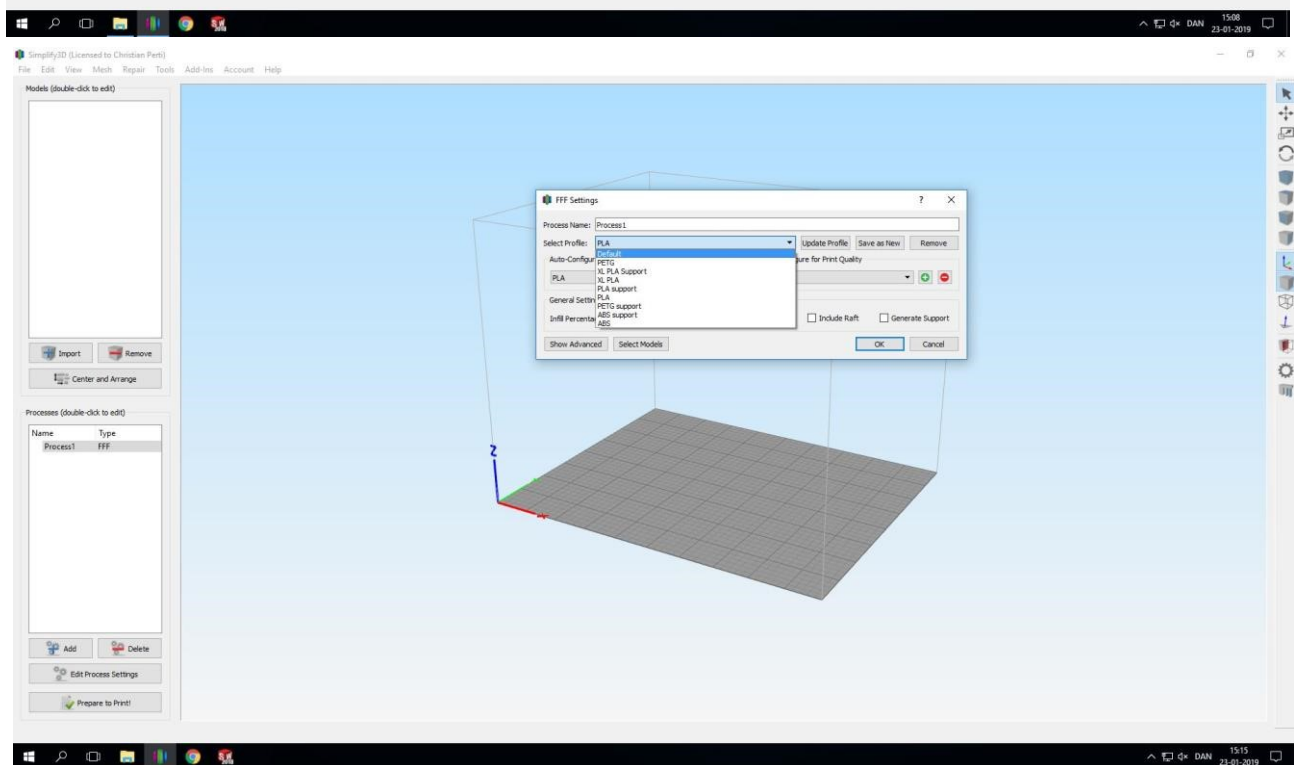 15:08
DAN
23-01-2019
Simplify3D (Licensed to Christian Perti)
File Edit View Mesh Repair Tools Add-Ins Account Help
Models (double-click to edit)
FFF Settings ? ×
Process Name: Process1
Select Profile: PLA Update Profile Save as New Remove
Default
Auto-Configur ure for Print Quality
PETG
XL PLA Support
PLA XL PLA
PLA support
General Settin PLA
PETG support
Infill Percenta ABS support Include Raft Generate Support
ABS
Show Advanced Select Models OK Cancel
Import Remove
Center and Arrange
Processes (double-click to edit)
Name Type
Process1 FFF
Z
Add Delete
Edit Process Settings
Prepare to Print!
15:15
DAN
23-01-2019